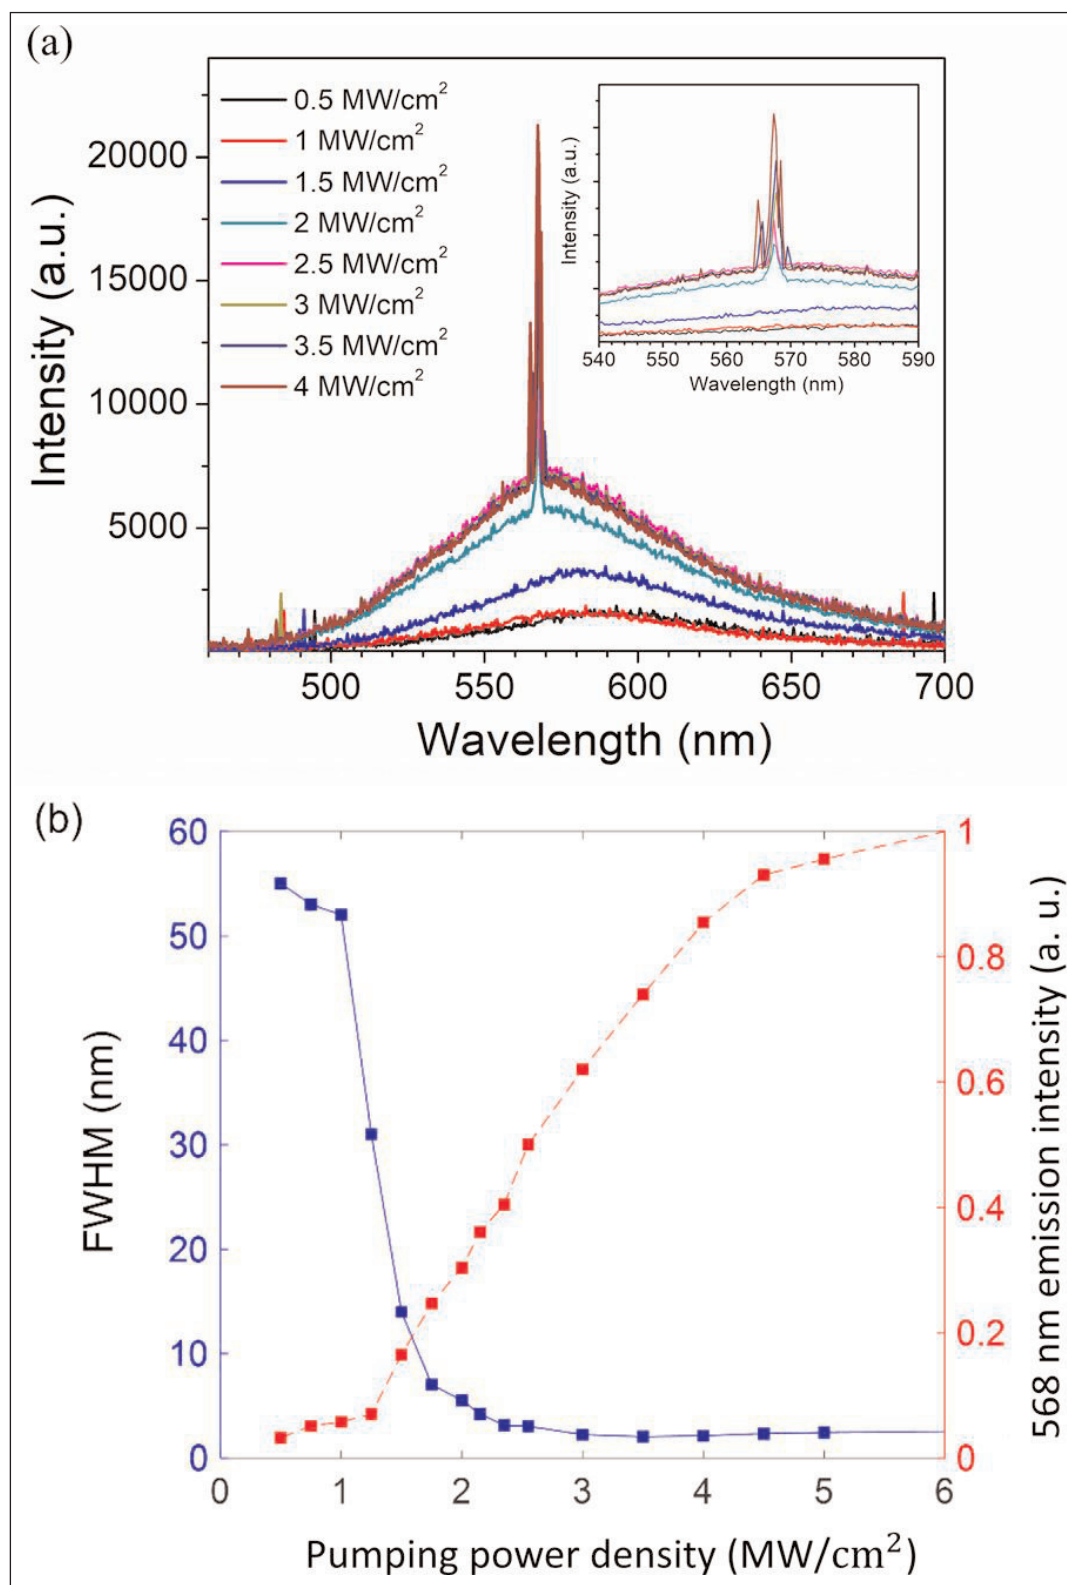 (a)
0.5 MW/cm²
1 MW/cm²
1.5 MW/cm²
2 MW/cm²
2.5 MW/cm²
3 MW/cm²
3.5 MW/cm²
4 MW/cm²
20000
15000
10000
5000
Intensity (a.u.)
500 550 600 650 700
Wavelength (nm)
Intensity (a.u.)
540 550 560 570 580 590
Wavelength (nm)
(b)
60
50
40
30
20
10
0
FWHM (nm)
1
0.8
0.6
0.4
0.2
0
568 nm emission intensity (a. u.)
0 1 2 3 4 5 6
Pumping power density (MW/cm²)